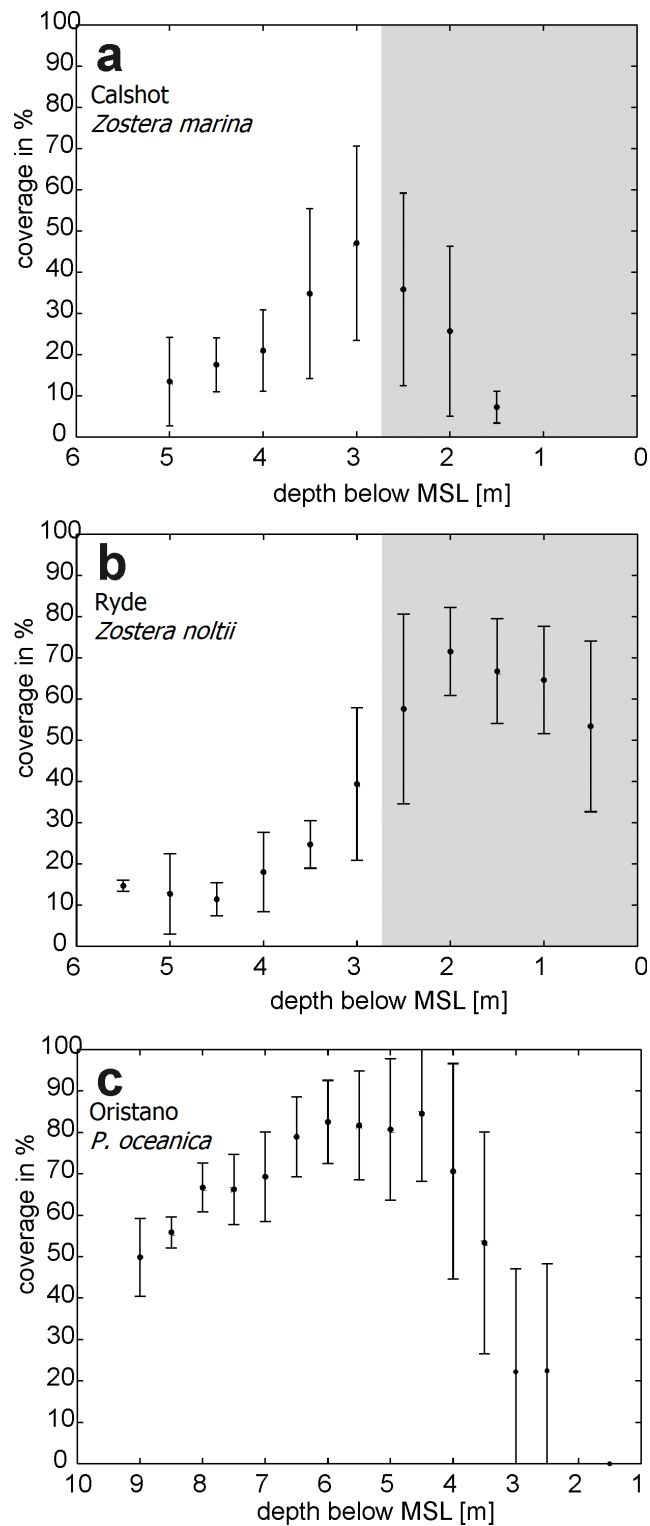 a
Calshot
Zostera marina
coverage in %
100
90
80
70
60
50
40
30
20
10
0
6 5 4 3 2 1 0
depth below MSL [m]
b
Ryde
Zostera noltii
coverage in %
100
90
80
70
60
50
40
30
20
10
0
6 5 4 3 2 1 0
depth below MSL [m]
c
Oristano
P. oceanica
coverage in %
100
90
80
70
60
50
40
30
20
10
0
10 9 8 7 6 5 4 3 2 1
depth below MSL [m]